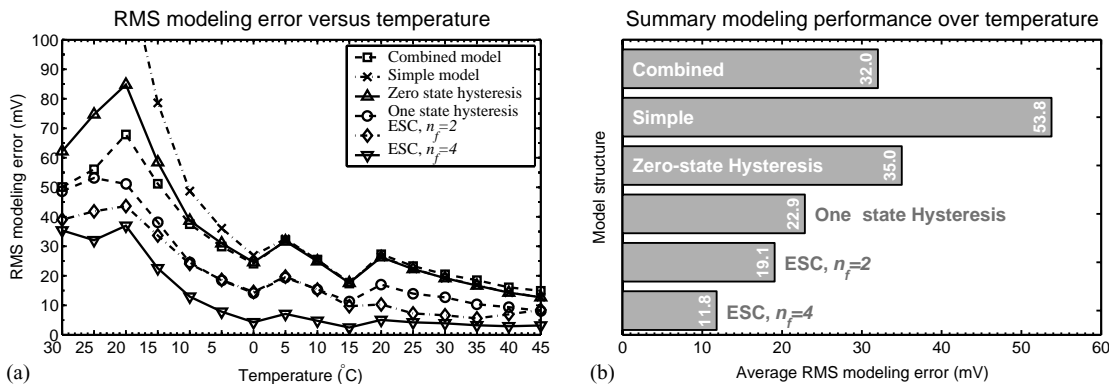 RMS modeling error versus temperature
RMS modeling error (mV)
100
90
80
70
60
50
40
30
20
10
0
Combined model
Simple model
Zero state hysteresis
One state hysteresis
ESC, n_f=2
ESC, n_f=4
30 25 20 15 10 5 0 5 10 15 20 25 30 35 40 45
Temperature (°C)
(a)
Summary modeling performance over temperature
Model structure
Combined
32.0
Simple
53.8
Zero-state Hysteresis
35.0
22.9
One state Hysteresis
19.1
ESC, n_f=2
11.8
ESC, n_f=4
0 10 20 30 40 50 60
Average RMS modeling error (mV)
(b)